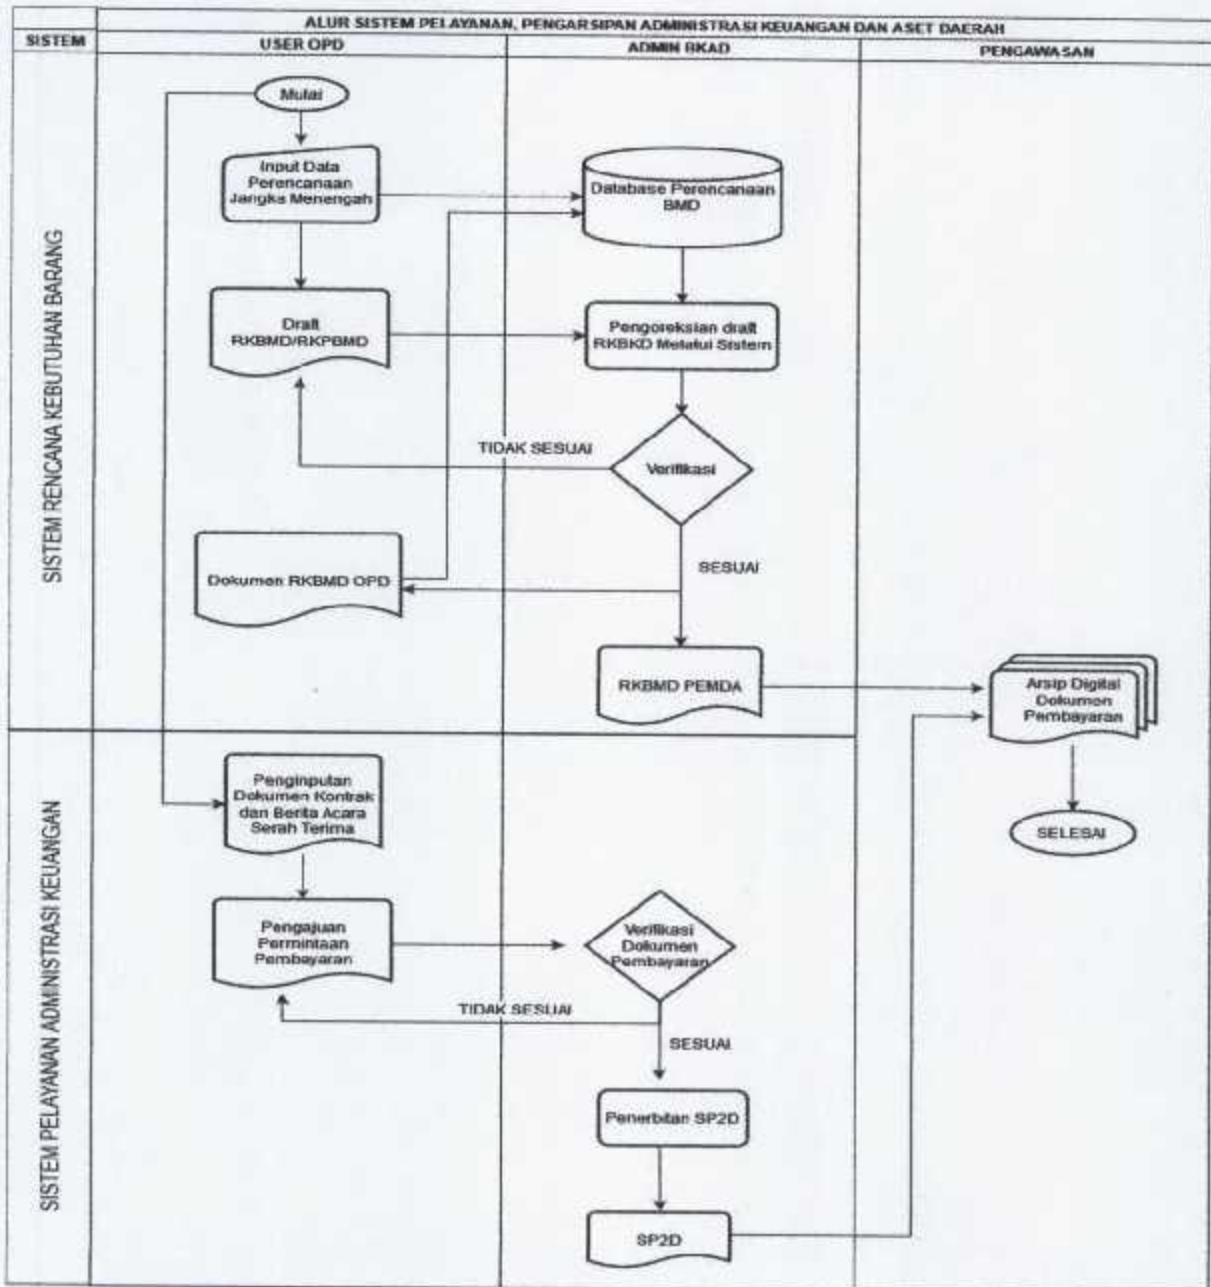 ALUR SISTEM PELAYANAN, PENGARSIPAN ADMINISTRASI KEUANGAN DAN ASET DAERAH
SISTEM
USER OPD
ADMIN BKAD
PENGAWASAN
SISTEM RENCANA KEBUTUHAN BARANG
Mulai
Input Data
Perencanaan
Jangka Menengah
Database Perencanaan
BMD
Draft
RKBMD/RKPBMD
Pengoreksian draft
RKBKD Melalui Sistem
TIDAK SESUAI
Verifikasi
SESUAI
Dokumen RKBMD OPD
RKBMD PEMDA
Arsip Digital
Dokumen
Pembayaran
SELESAI
SISTEM PELAYANAN ADMINISTRASI KEUANGAN
Penginputan
Dokumen Kontrak
dan Berita Acara
Serah Terima
Pengajuan
Permintaan
Pembayaran
Verifikasi
Dokumen
Pembayaran
TIDAK SESUAI
SESUAI
Penerbitan SP2D
SP2D